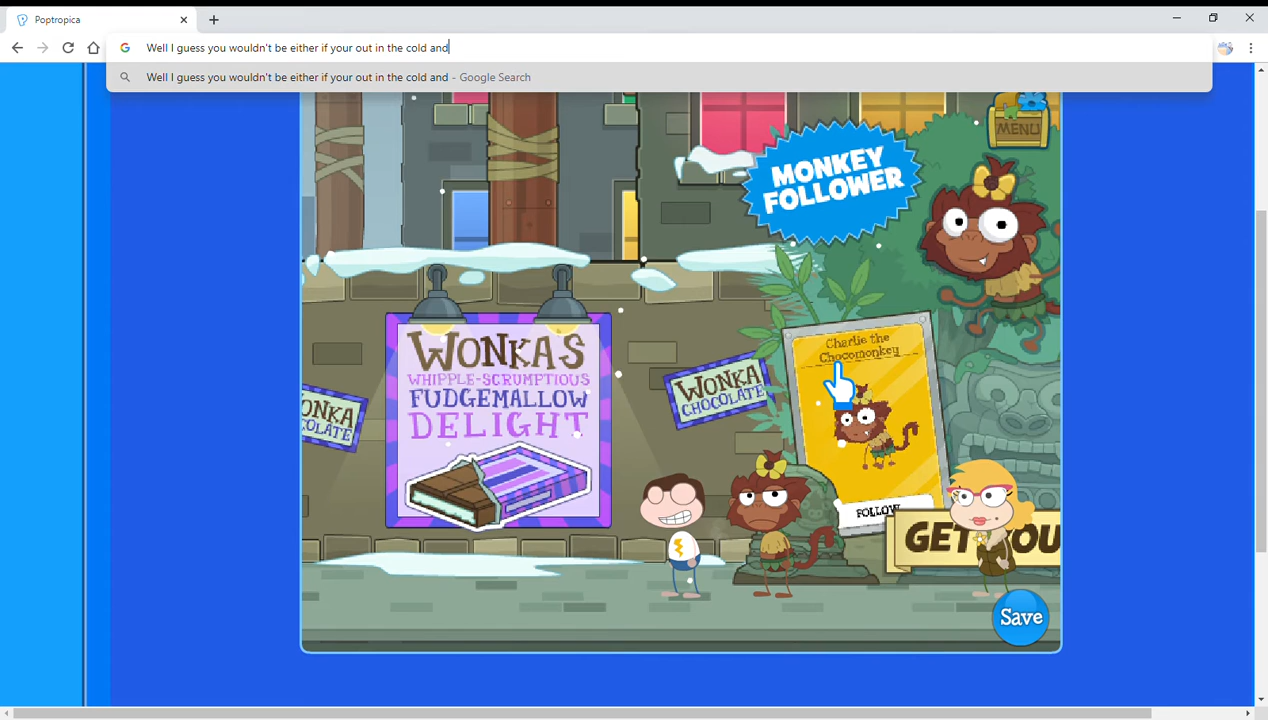 Poptropica
Well I guess you wouldn't be either if your out in the cold and
Well I guess you wouldn't be either if your out in the cold and - Google Search
MENU
MONKEY
FOLLOWER
WONKA'S
WHIPPLE-SCRUMPTIOUS
FUDGEMALLOW
DELIGHT
ONKA
COLATE
WONKA
CHOCOLATE
Charlie the
Chocomonkey
FOLLOW
GET YOU
Save